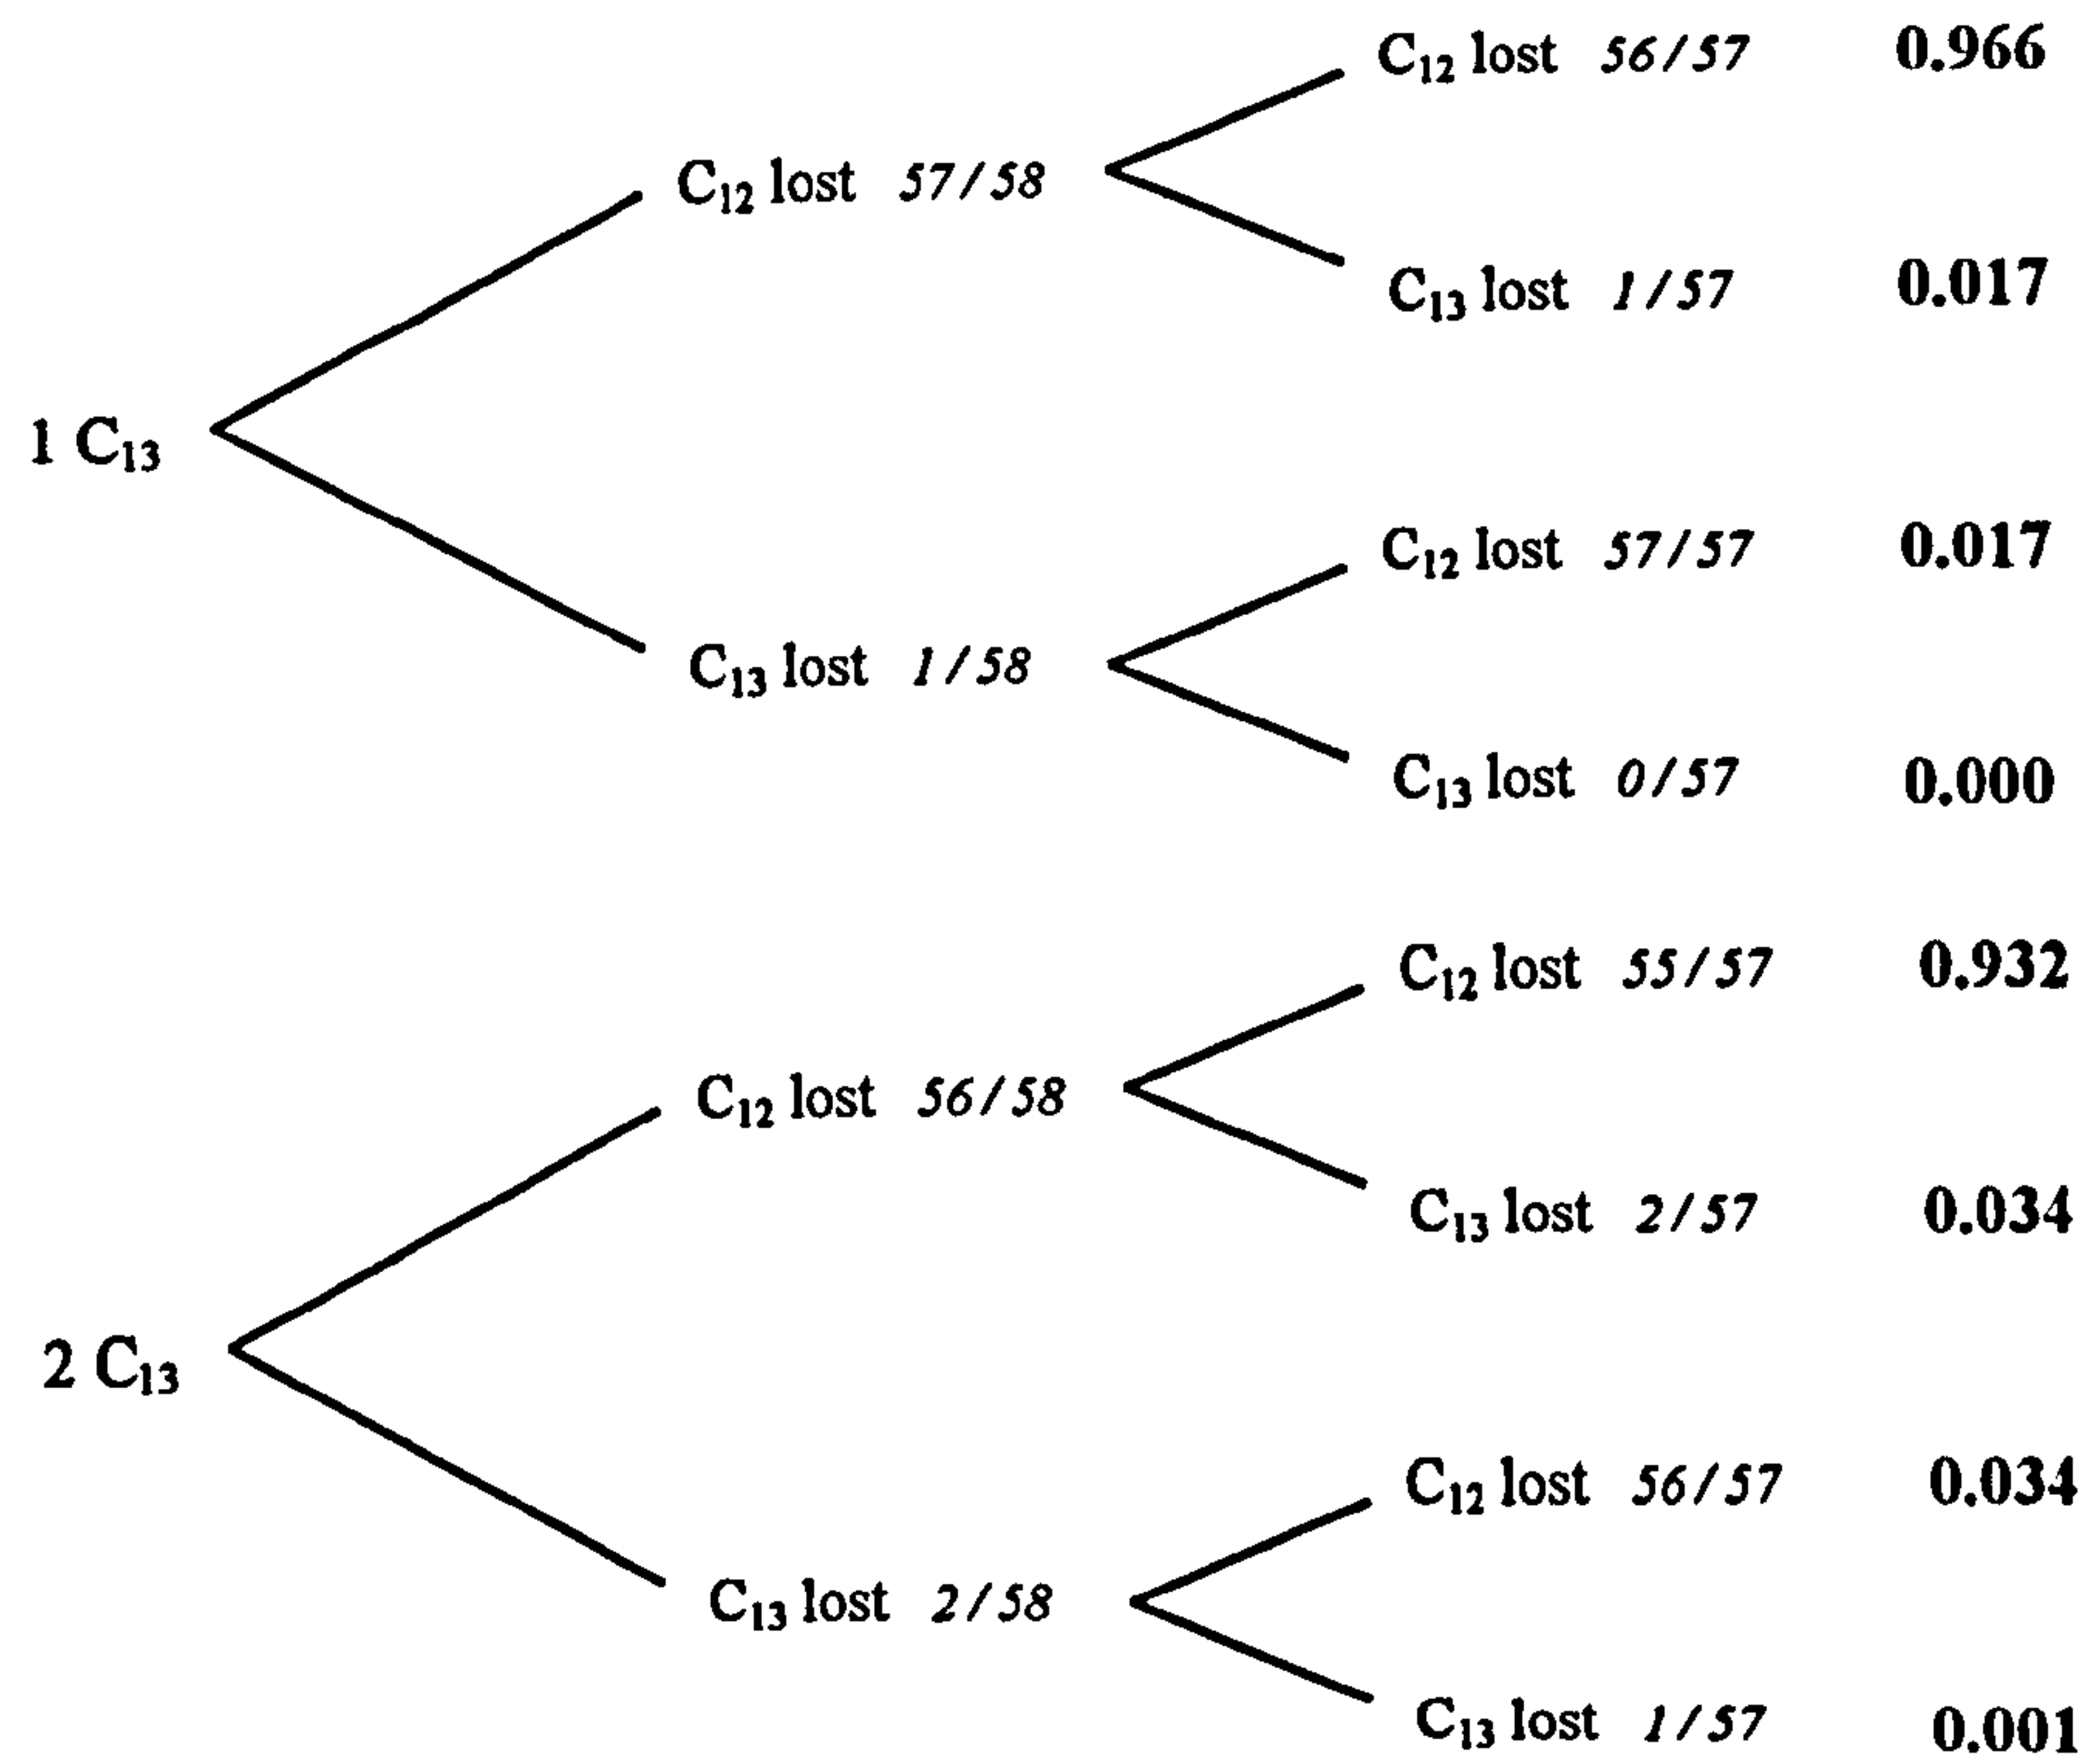 C₁₂ lost 56/57 0.966
C₁₂ lost 57/58
C₁₃ lost 1/57 0.017
1 C₁₃
C₁₂ lost 57/57 0.017
C₁₃ lost 1/58
C₁₃ lost 0/57 0.000
C₁₂ lost 55/57 0.932
C₁₂ lost 56/58
C₁₃ lost 2/57 0.034
2 C₁₃
C₁₂ lost 56/57 0.034
C₁₃ lost 2/58
C₁₃ lost 1/57 0.001